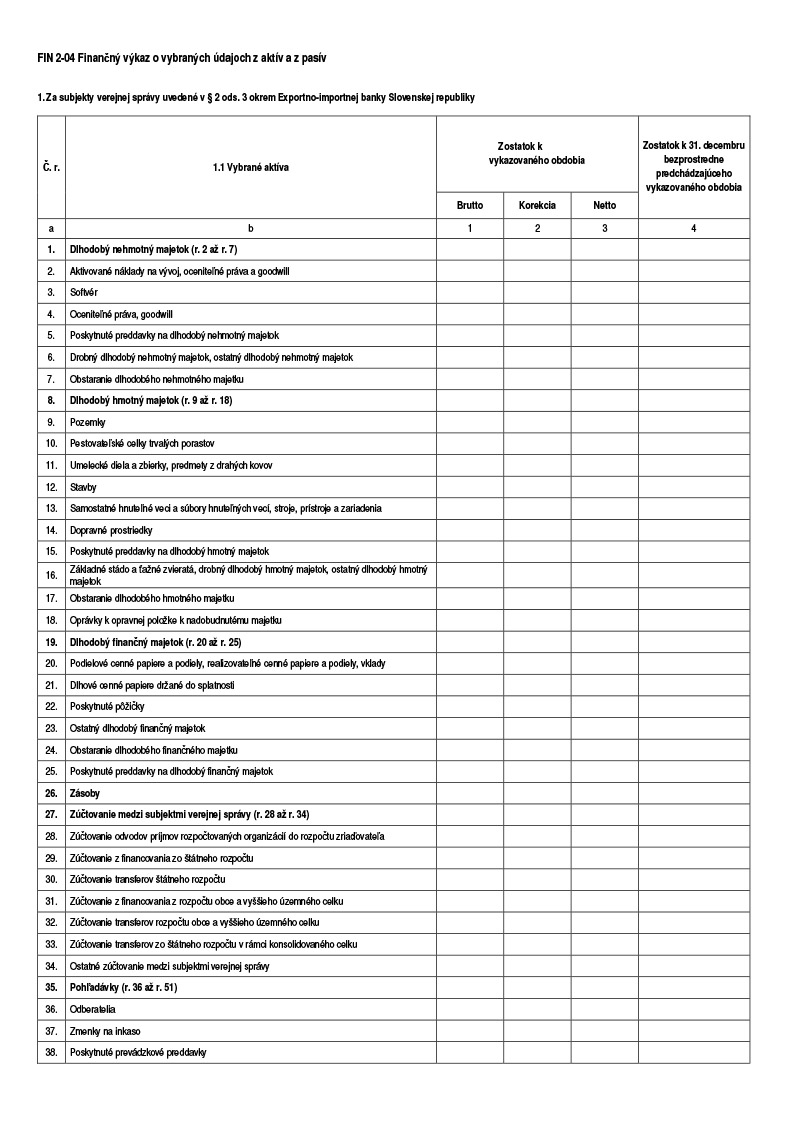 FIN 2-04 Finančný výkaz o vybraných údajoch z aktív a z pasív
1.Za subjekty verejnej správy uvedené v § 2 ods. 3 okrem Exportno-importnej banky Slovenskej republiky
Č. r.
1.1 Vybrané aktíva
Zostatok k
vykazovaného obdobia
Zostatok k 31. decembru
bezprostredne
predchádzajúceho
vykazovaného obdobia
Brutto Korekcia Netto
a b 1 2 3 4
1. Dlhodobý nehmotný majetok (r. 2 až r. 7)
2. Aktivované náklady na vývoj, oceniteľné práva a goodwill
3. Softvér
4. Oceniteľné práva, goodwill
5. Poskytnuté preddavky na dlhodobý nehmotný majetok
6. Drobný dlhodobý nehmotný majetok, ostatný dlhodobý nehmotný majetok
7. Obstaranie dlhodobého nehmotného majetku
8. Dlhodobý hmotný majetok (r. 9 až r. 18)
9. Pozemky
10. Pestovateľské celky trvalých porastov
11. Umelecké diela a zbierky, predmety z drahých kovov
12. Stavby
13. Samostatné hnuteľné veci a súbory hnuteľných vecí, stroje, prístroje a zariadenia
14. Dopravné prostriedky
15. Poskytnuté preddavky na dlhodobý hmotný majetok
16. Základné stádo a ťažné zvieratá, drobný dlhodobý hmotný majetok, ostatný dlhodobý hmotný
majetok
17. Obstaranie dlhodobého hmotného majetku
18. Oprávky k opravnej položke k nadobudnutému majetku
19. Dlhodobý finančný majetok (r. 20 až r. 25)
20. Podielové cenné papiere a podiely, realizovateľné cenné papiere a podiely, vklady
21. Dlhové cenné papiere držané do splatnosti
22. Poskytnuté pôžičky
23. Ostatný dlhodobý finančný majetok
24. Obstaranie dlhodobého finančného majetku
25. Poskytnuté preddavky na dlhodobý finančný majetok
26. Zásoby
27. Zúčtovanie medzi subjektmi verejnej správy (r. 28 až r. 34)
28. Zúčtovanie odvodov príjmov rozpočtovaných organizácií do rozpočtu zriaďovateľa
29. Zúčtovanie z financovania zo štátneho rozpočtu
30. Zúčtovanie transferov štátneho rozpočtu
31. Zúčtovanie z financovania z rozpočtu obce a vyššieho územného celku
32. Zúčtovanie transferov rozpočtu obce a vyššieho územného celku
33. Zúčtovanie transferov zo štátneho rozpočtu v rámci konsolidovaného celku
34. Ostatné zúčtovanie medzi subjektmi verejnej správy
35. Pohľadávky (r. 36 až r. 51)
36. Odberatelia
37. Zmenky na inkaso
38. Poskytnuté prevádzkové preddavky